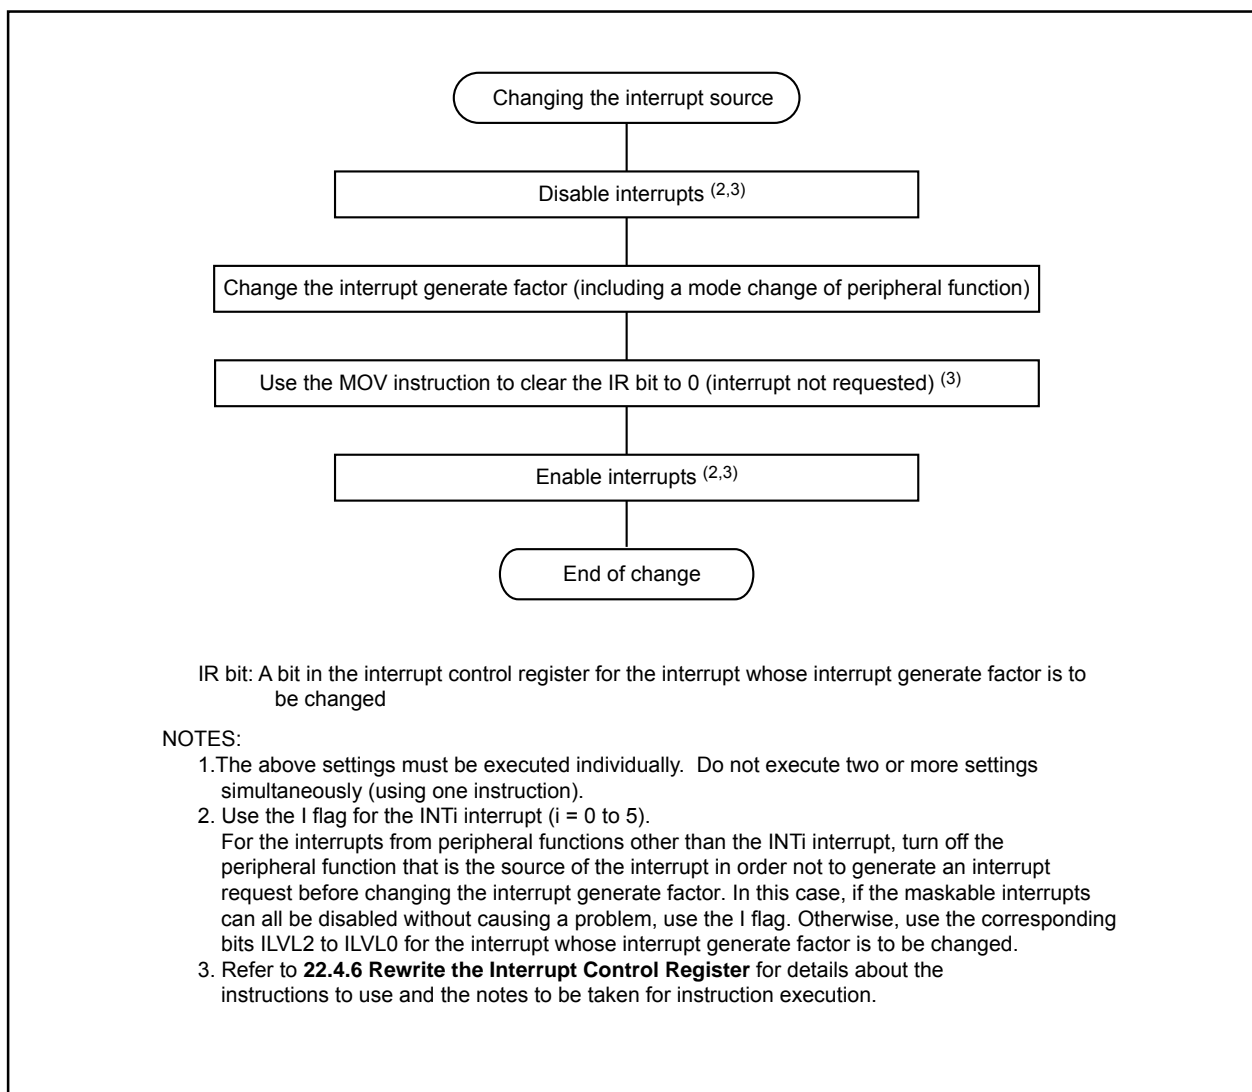 Changing the interrupt source
Disable interrupts (2,3)
Change the interrupt generate factor (including a mode change of peripheral function)
Use the MOV instruction to clear the IR bit to 0 (interrupt not requested) (3)
Enable interrupts (2,3)
End of change
IR bit: A bit in the interrupt control register for the interrupt whose interrupt generate factor is to
be changed
NOTES:
1.The above settings must be executed individually.  Do not execute two or more settings
simultaneously (using one instruction).
2. Use the I flag for the INTi interrupt (i = 0 to 5).
For the interrupts from peripheral functions other than the INTi interrupt, turn off the
peripheral function that is the source of the interrupt in order not to generate an interrupt
request before changing the interrupt generate factor. In this case, if the maskable interrupts
can all be disabled without causing a problem, use the I flag. Otherwise, use the corresponding
bits ILVL2 to ILVL0 for the interrupt whose interrupt generate factor is to be changed.
3. Refer to 22.4.6 Rewrite the Interrupt Control Register for details about the
instructions to use and the notes to be taken for instruction execution.